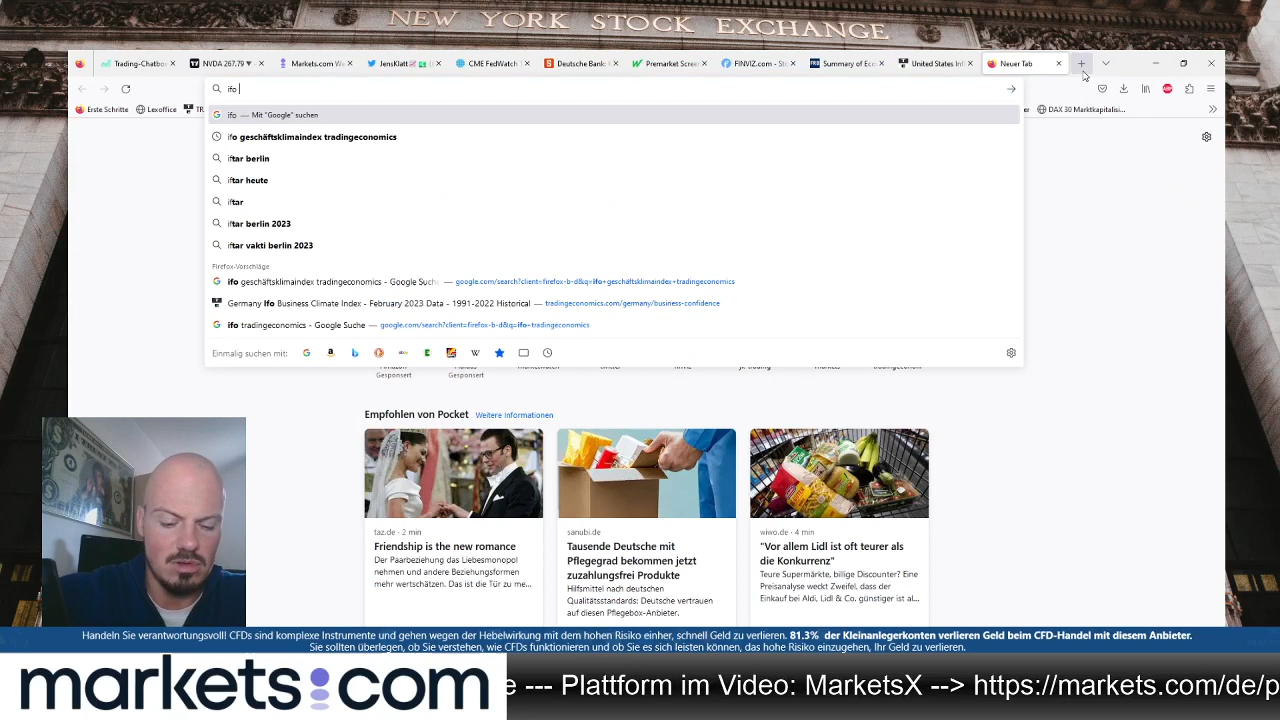 NEW YORK STOCK EXCHANGE
Trading-Chatbo
NVDA 267.79 ▼
Markets.com We
JensKlatt
CME FedWatch T
Deutsche Bank:
Premarket Scree
FINVIZ.com - Sto
Summary of Eco
United States Infl
Neuer Tab
ifo
Erste Schritte
Lexoffice
TR
er
DAX 30 Marktkapitalisi...
ifo — Mit "Google" suchen
ifo geschäftsklimaindex tradingeconomics
iftar berlin
iftar heute
iftar
iftar berlin 2023
iftar vakti berlin 2023
Firefox-Vorschläge
ifo geschäftsklimaindex tradingeconomics - Google Suche — google.com/search?client=firefox-b-d&q=ifo+geschäftsklimaindex+tradingeconomics
Germany Ifo Business Climate Index - February 2023 Data - 1991-2022 Historical — tradingeconomics.com/germany/business-confidence
ifo tradingeconomics - Google Suche — google.com/search?client=firefox-b-d&q=ifo+tradingeconomics
Einmalig suchen mit:
Gesponsert
Gesponsert
Empfohlen von Pocket Weitere Informationen
taz.de · 2 min
Friendship is the new romance
Der Paarbeziehung das Liebesmonopol
nehmen und andere Beziehungsformen
mehr wertschätzen. Das ist die Tür zu me...
sanubi.de
Tausende Deutsche mit
Pflegegrad bekommen jetzt
zuzahlungsfrei Produkte
Hilfsmittel nach deutschen
Qualitätsstandards: Deutsche vertrauen
auf diesen Pflegebox-Anbieter.
wiwo.de · 4 min
"Vor allem Lidl ist oft teurer als
die Konkurrenz"
Teure Supermärkte, billige Discounter? Eine
Preisanalyse weckt Zweifel, dass der
Einkauf bei Aldi, Lidl & Co. günstiger ist al...
Handeln Sie verantwortungsvoll! CFDs sind komplexe Instrumente und gehen wegen der Hebelwirkung mit dem hohen Risiko einher, schnell Geld zu verlieren. 81.3% der Kleinanlegerkonten verlieren Geld beim CFD-Handel mit diesem Anbieter.
Sie sollten überlegen, ob Sie verstehen, wie CFDs funktionieren und ob Sie es sich leisten können, das hohe Risiko einzugehen, Ihr Geld zu verlieren.
markets.com
e --- Plattform im Video: MarketsX --> https://markets.com/de/p